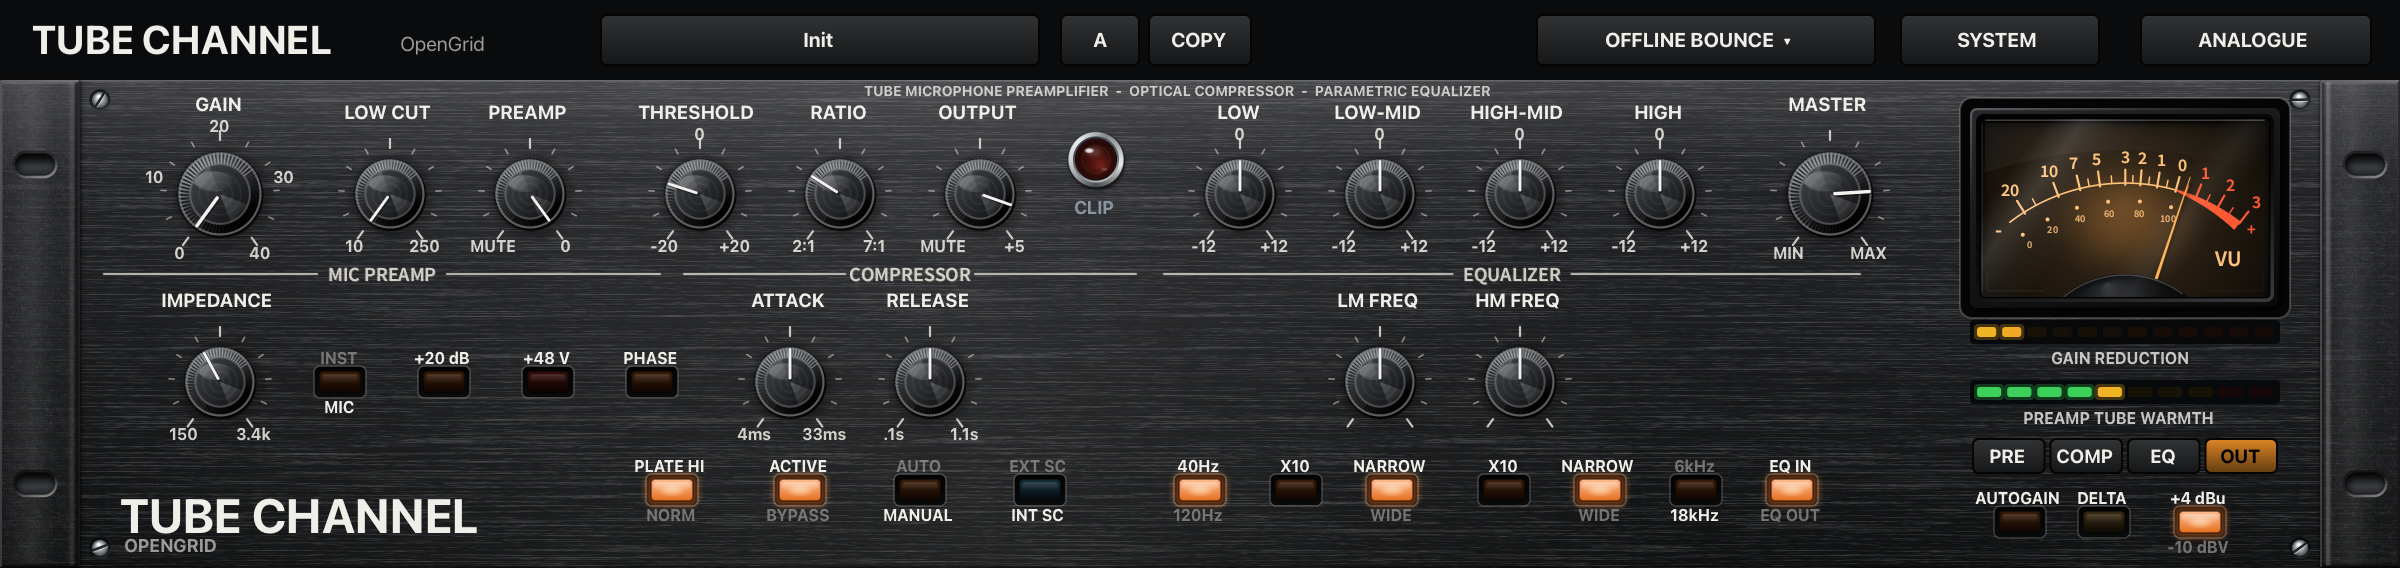 TUBE CHANNEL OpenGrid Init A COPY OFFLINE BOUNCE ▾ SYSTEM ANALOGUE
TUBE MICROPHONE PREAMPLIFIER - OPTICAL COMPRESSOR - PARAMETRIC EQUALIZER
GAIN LOW CUT PREAMP THRESHOLD RATIO OUTPUT LOW LOW-MID HIGH-MID HIGH MASTER
20 0 0 0 0 0
10 30
CLIP
0 40 10 250 MUTE 0 -20 +20 2:1 7:1 MUTE +5 -12 +12 -12 +12 -12 +12 -12 +12 MIN MAX
20 10 7 5 3 2 1 0 1 2 3
- 0 20 40 60 80 100 +
VU
MIC PREAMP COMPRESSOR EQUALIZER
IMPEDANCE ATTACK RELEASE LM FREQ HM FREQ
INST +20 dB +48 V PHASE
MIC
150 3.4k 4ms 33ms .1s 1.1s
GAIN REDUCTION
PREAMP TUBE WARMTH
PRE COMP EQ OUT
PLATE HI ACTIVE AUTO EXT SC 40Hz X10 NARROW X10 NARROW 6kHz EQ IN
NORM BYPASS MANUAL INT SC 120Hz WIDE WIDE 18kHz EQ OUT
AUTOGAIN DELTA +4 dBu
-10 dBV
TUBE CHANNEL
OPENGRID